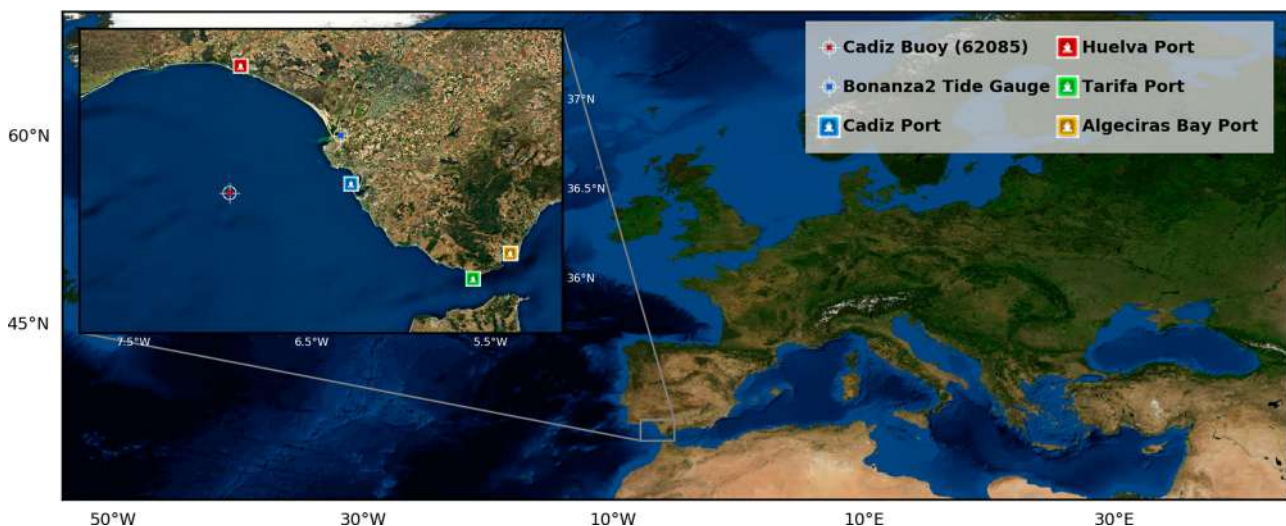 Cadiz Buoy (62085)
Huelva Port
Bonanza2 Tide Gauge
Tarifa Port
Cadiz Port
Algeciras Bay Port
37°N
36.5°N
36°N
7.5°W
6.5°W
5.5°W
60°N
45°N
50°W
30°W
10°W
10°E
30°E